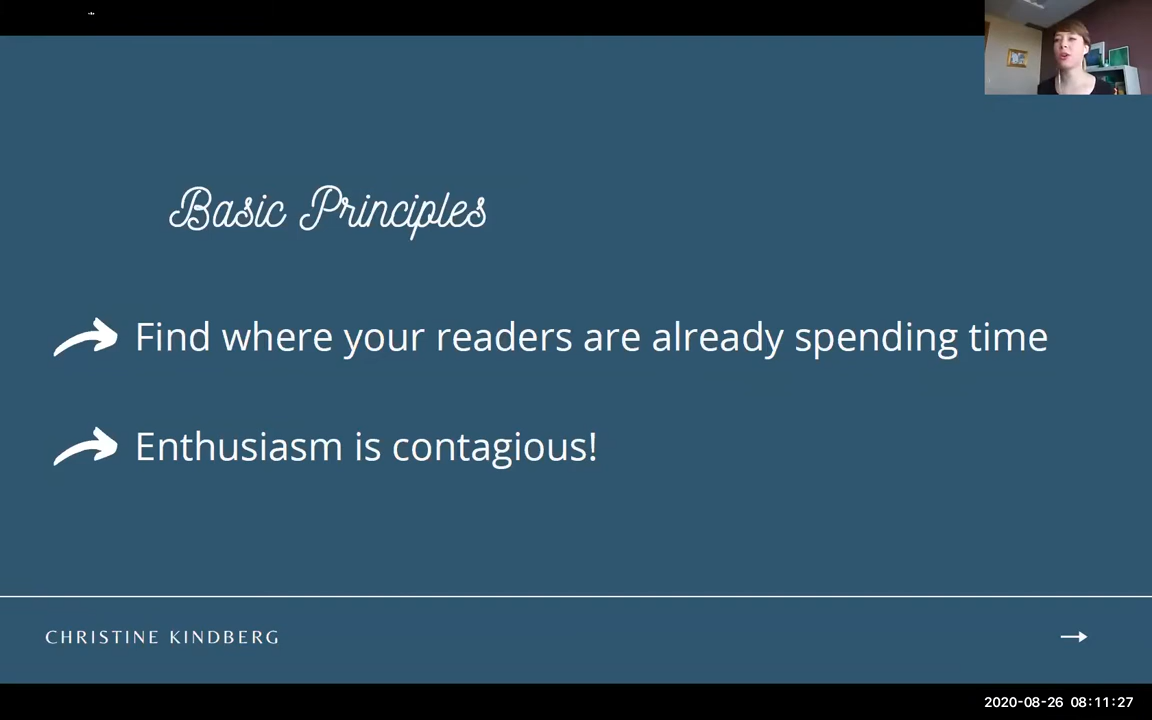 Basic Principles
Find where your readers are already spending time
Enthusiasm is contagious!
CHRISTINE KINDBERG
2020-08-26 08:11:27